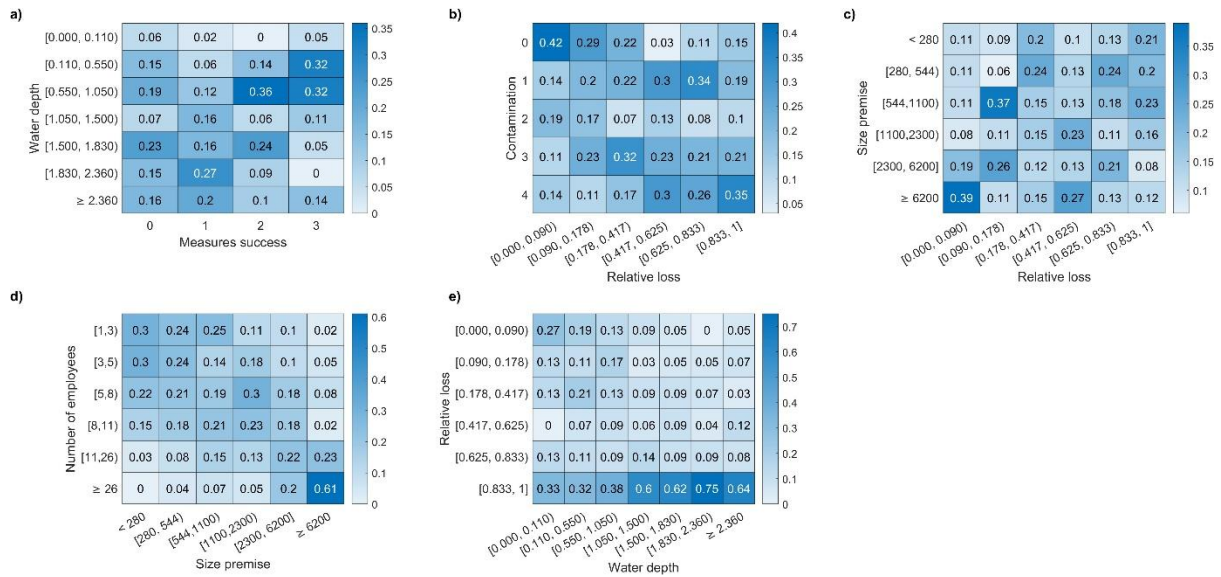 a)
Water depth
[0.000, 0.110) 0.06 0.02 0 0.05
[0.110, 0.550) 0.15 0.06 0.14 0.32
[0.550, 1.050) 0.19 0.12 0.36 0.32
[1.050, 1.500) 0.07 0.16 0.06 0.11
[1.500, 1.830) 0.23 0.16 0.24 0.05
[1.830, 2.360) 0.15 0.27 0.09 0
≥ 2.360 0.16 0.2 0.1 0.14
0 1 2 3
Measures success
0.35
0.3
0.25
0.2
0.15
0.1
0.05
0
b)
Contamination
0 0.42 0.29 0.22 0.03 0.11 0.15
1 0.14 0.2 0.22 0.3 0.34 0.19
2 0.19 0.17 0.07 0.13 0.08 0.1
3 0.11 0.23 0.32 0.23 0.21 0.21
4 0.14 0.11 0.17 0.3 0.26 0.35
[0.000, 0.090) [0.090, 0.178) [0.178, 0.417) [0.417, 0.625) [0.625, 0.833) [0.833, 1]
Relative loss
0.4
0.35
0.3
0.25
0.2
0.15
0.1
0.05
c)
Size premise
< 280 0.11 0.09 0.2 0.1 0.13 0.21
[280, 544) 0.11 0.06 0.24 0.13 0.24 0.2
[544,1100) 0.11 0.37 0.15 0.13 0.18 0.23
[1100,2300) 0.08 0.11 0.15 0.23 0.11 0.16
[2300, 6200] 0.19 0.26 0.12 0.13 0.21 0.08
≥ 6200 0.39 0.11 0.15 0.27 0.13 0.12
[0.000, 0.090) [0.090, 0.178) [0.178, 0.417) [0.417, 0.625) [0.625, 0.833) [0.833, 1]
Relative loss
0.35
0.3
0.25
0.2
0.15
0.1
d)
Number of employees
[1,3) 0.3 0.24 0.25 0.11 0.1 0.02
[3,5) 0.3 0.24 0.14 0.18 0.1 0.05
[5,8) 0.22 0.21 0.19 0.3 0.18 0.08
[8,11) 0.15 0.18 0.21 0.23 0.18 0.02
[11,26) 0.03 0.08 0.15 0.13 0.22 0.23
≥ 26 0 0.04 0.07 0.05 0.2 0.61
< 280 [280, 544) [544,1100) [1100,2300) [2300, 6200] ≥ 6200
Size premise
0.6
0.5
0.4
0.3
0.2
0.1
0
e)
Relative loss
[0.000, 0.090) 0.27 0.19 0.13 0.09 0.05 0 0.05
[0.090, 0.178) 0.13 0.11 0.17 0.03 0.05 0.05 0.07
[0.178, 0.417) 0.13 0.21 0.13 0.09 0.09 0.07 0.03
[0.417, 0.625) 0 0.07 0.09 0.06 0.09 0.04 0.12
[0.625, 0.833) 0.13 0.11 0.09 0.14 0.09 0.09 0.08
[0.833, 1] 0.33 0.32 0.38 0.6 0.62 0.75 0.64
[0.000, 0.110) [0.110, 0.550) [0.550, 1.050) [1.050, 1.500) [1.500, 1.830) [1.830, 2.360) ≥ 2.360
Water depth
0.7
0.6
0.5
0.4
0.3
0.2
0.1
0